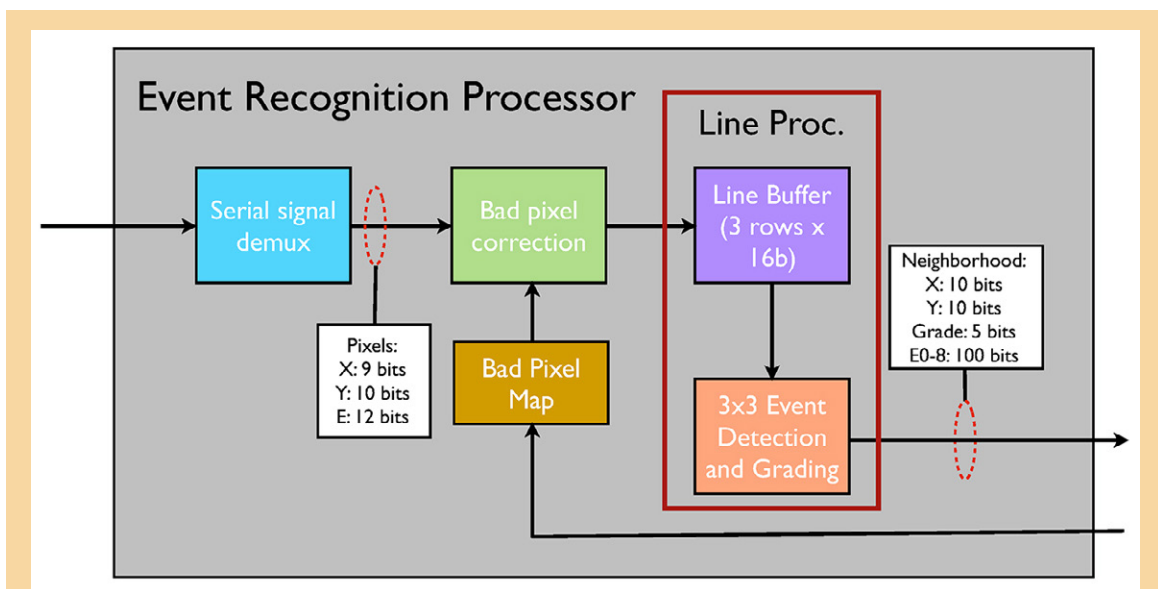 Event Recognition Processor
Line Proc.
Serial signal
demux
Bad pixel
correction
Line Buffer
(3 rows x
16b)
Neighborhood:
X: 10 bits
Y: 10 bits
Grade: 5 bits
E0-8: 100 bits
Pixels:
X: 9 bits
Y: 10 bits
E: 12 bits
Bad Pixel
Map
3x3 Event
Detection
and Grading